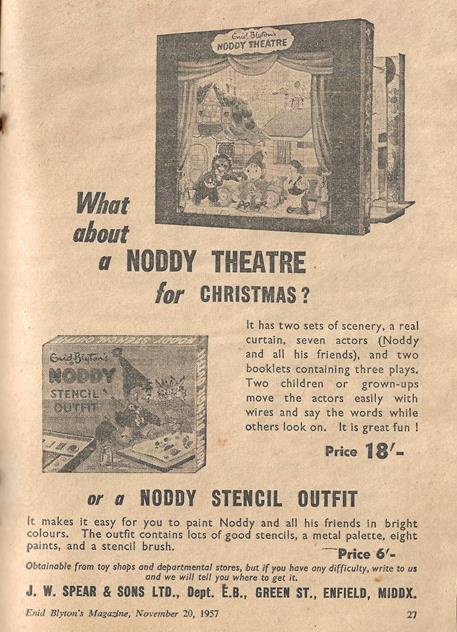 Enid Blyton's
NODDY THEATRE
What
about
a NODDY THEATRE
for CHRISTMAS?
It has two sets of scenery, a real
curtain, seven actors (Noddy
and all his friends), and two
booklets containing three plays.
Two children or grown-ups
move the actors easily with
wires and say the words while
others look on. It is great fun!
Price 18'-
NODDY STENCIL OUTFIT
Enid Blyton's
NODDY
STENCIL
OUTFIT
or a NODDY STENCIL OUTFIT
It makes it easy for you to paint Noddy and all his friends in bright
colours. The outfit contains lots of good stencils, a metal palette, eight
paints, and a stencil brush.
Price 6'-
Obtainable from toy shops and departmental stores, but if you have any difficulty, write to us
and we will tell you where to get it.
J. W. SPEAR & SONS LTD., Dept. E.B., GREEN ST., ENFIELD, MIDDX.
Enid Blyton's Magazine, November 20, 1957 27